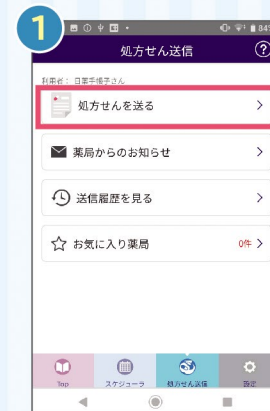 1
84%
処方せん送信
?
利用者： 日薬手帳子さん
処方せんを送る
薬局からのお知らせ
送信履歴を見る
お気に入り薬局
0件
Top
スケジューラ
処方せん送信
設定